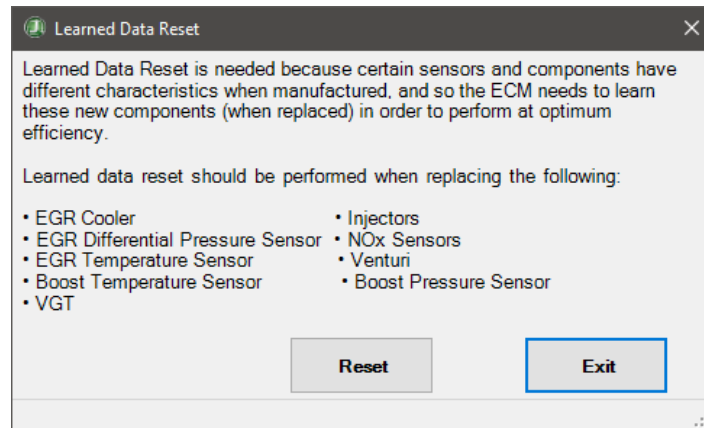 Learned Data Reset
Learned Data Reset is needed because certain sensors and components have
different characteristics when manufactured, and so the ECM needs to learn
these new components (when replaced) in order to perform at optimum
efficiency.
Learned data reset should be performed when replacing the following:
• EGR Cooler • Injectors
• EGR Differential Pressure Sensor • NOx Sensors
• EGR Temperature Sensor • Venturi
• Boost Temperature Sensor • Boost Pressure Sensor
• VGT
Reset Exit